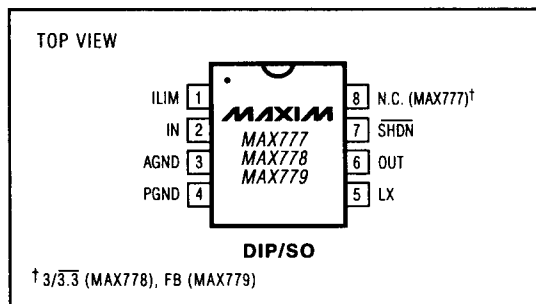 TOP VIEW
ILIM 1
IN 2
AGND 3
PGND 4
MAXIM
MAX777
MAX778
MAX779
8 N.C. (MAX777)†
7 S̅H̅D̅N̅
6 OUT
5 LX
DIP/SO
† 3/3̅.̅3̅ (MAX778), FB (MAX779)